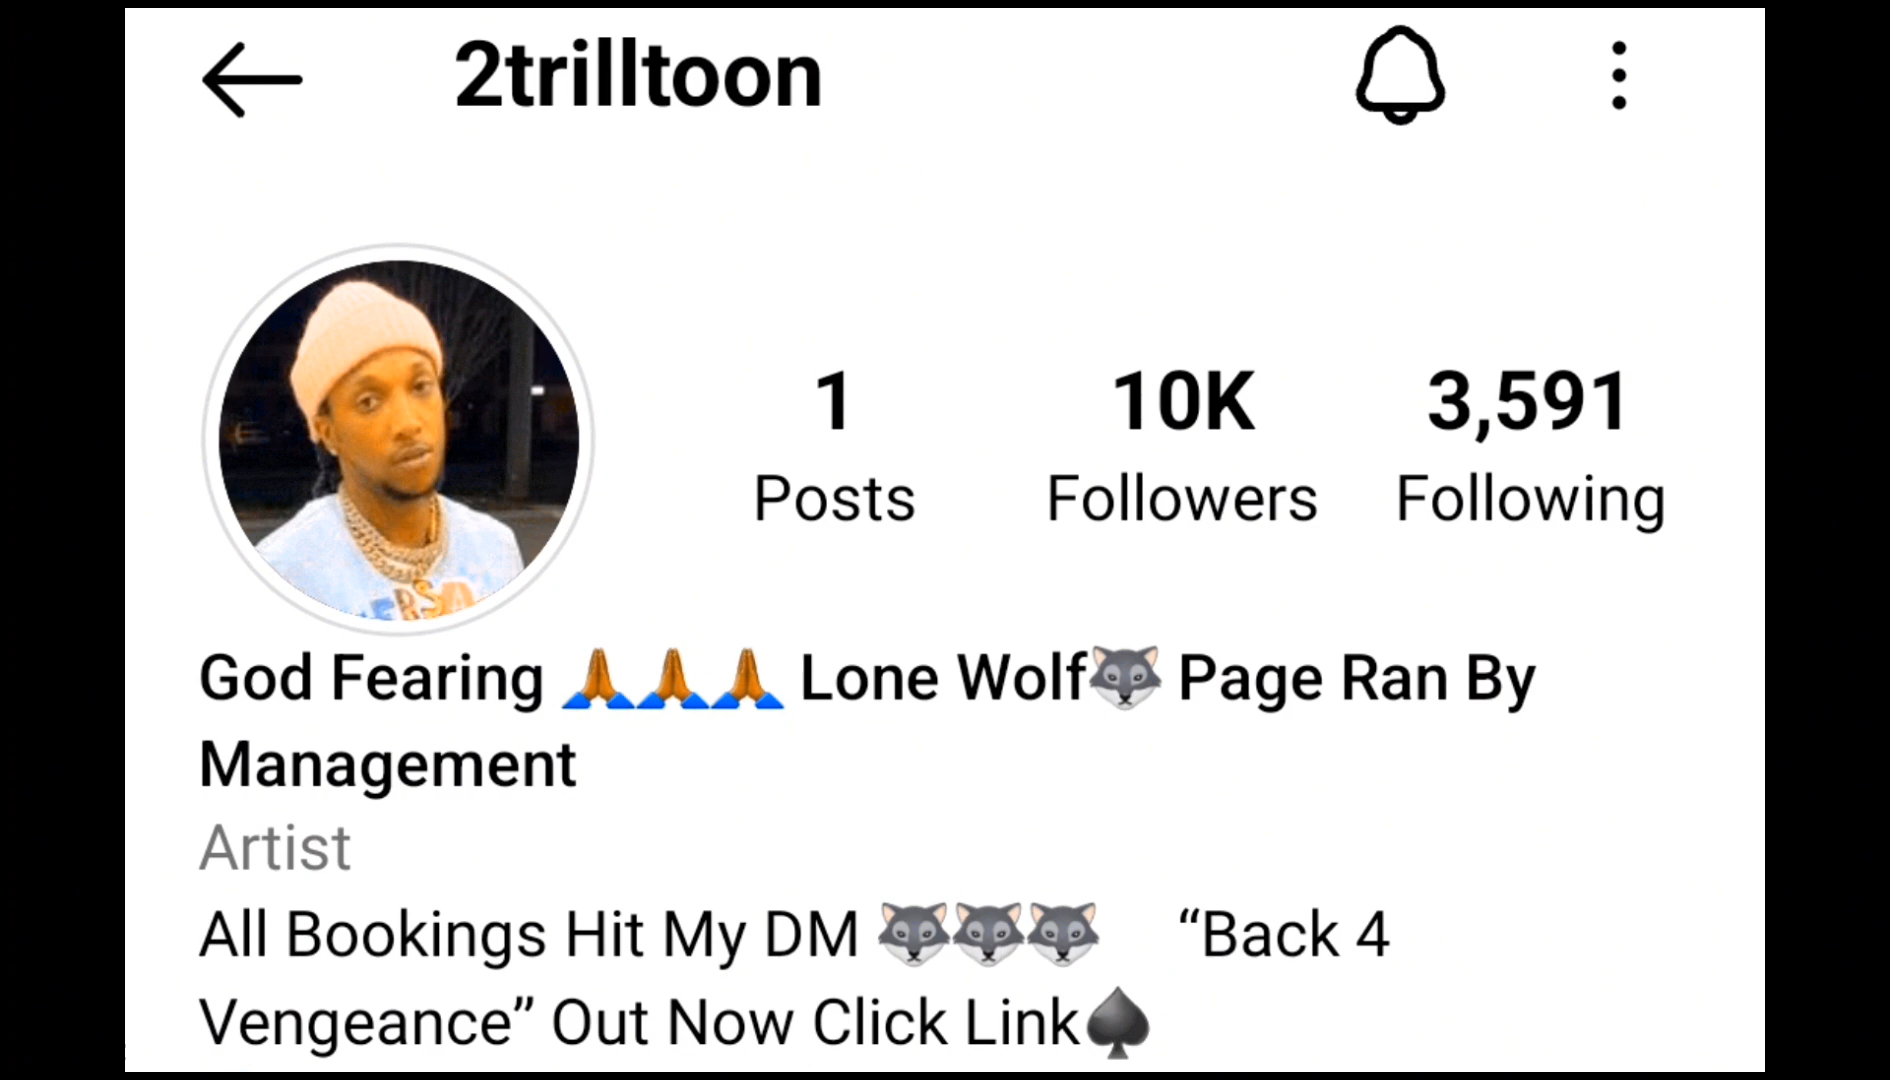 2trilltoon
1 10K 3,591
Posts Followers Following
ERSA
God Fearing 🙏🏾🙏🏾🙏🏾 Lone Wolf🐺 Page Ran By
Management
Artist
All Bookings Hit My DM 🐺🐺🐺 “Back 4
Vengeance” Out Now Click Link♠️